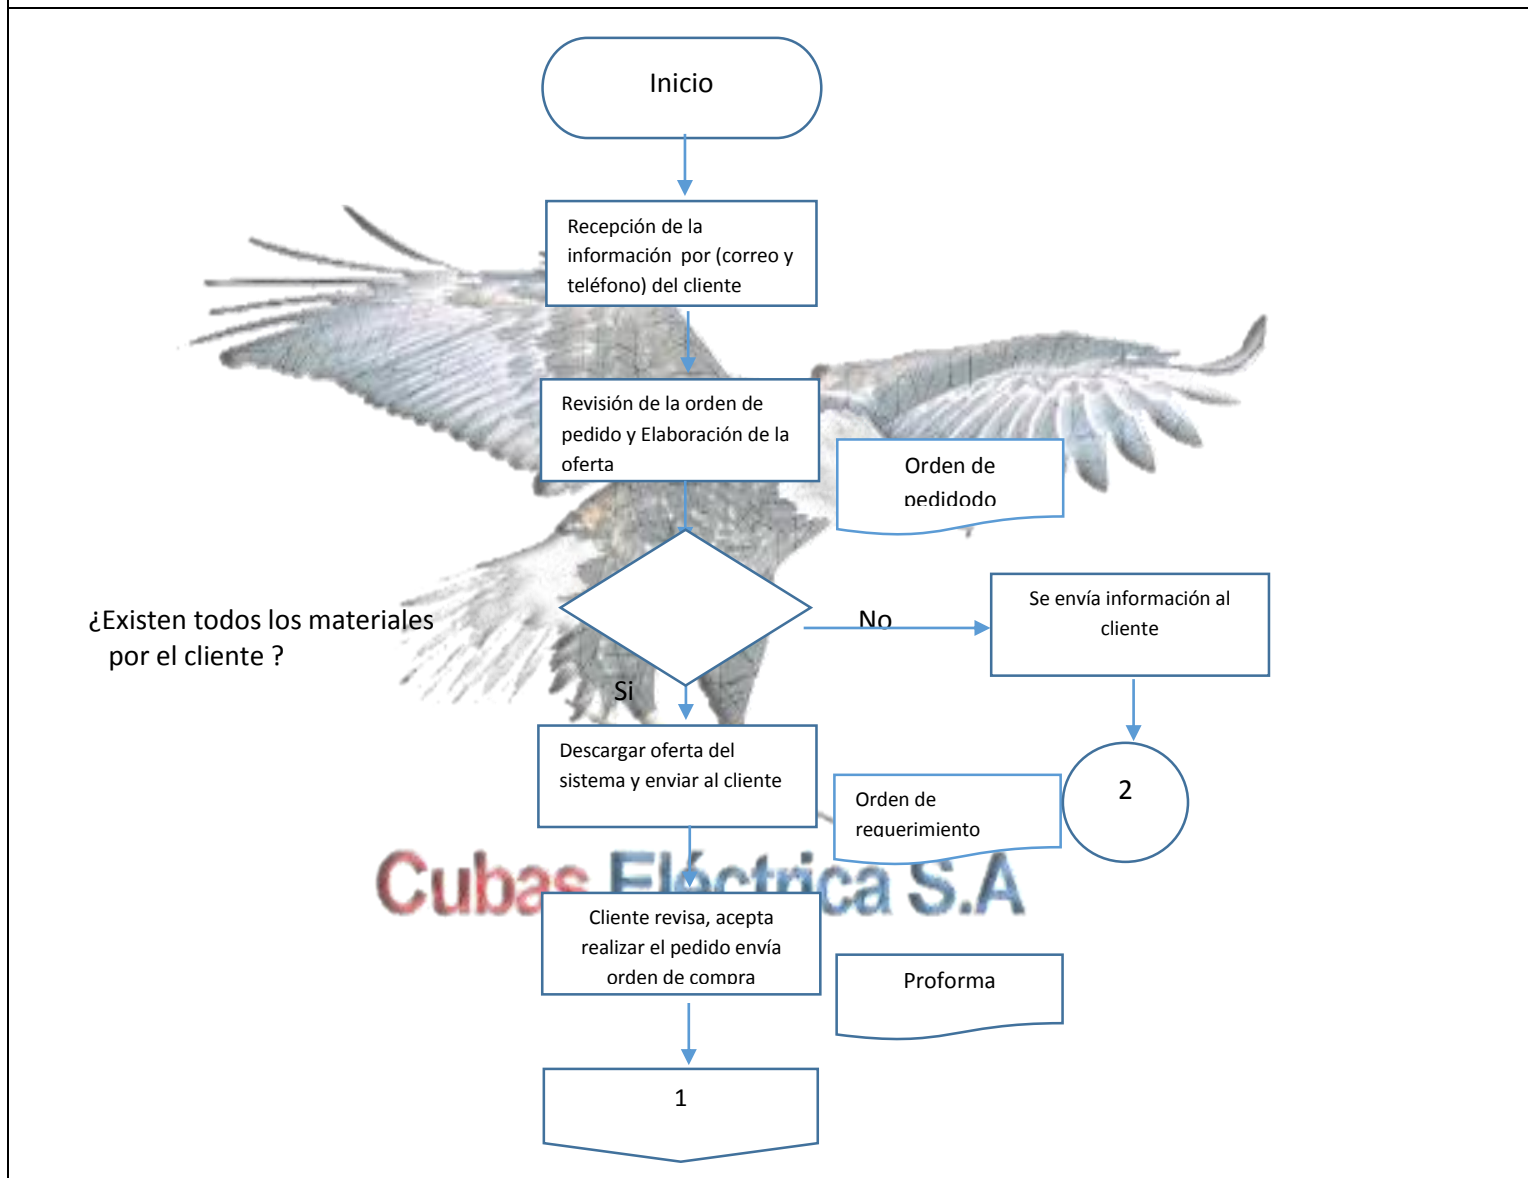 Inicio
Recepción de la
información por (correo y
teléfono) del cliente
Revisión de la orden de
pedido y Elaboración de la
oferta
Orden de
pedidodo
¿Existen todos los materiales
por el cliente ?
No
Se envía información al
cliente
Si
Descargar oferta del
sistema y enviar al cliente
Orden de
requerimiento
2
Cubas Eléctrica S.A
Cliente revisa, acepta
realizar el pedido envía
orden de compra
Proforma
1